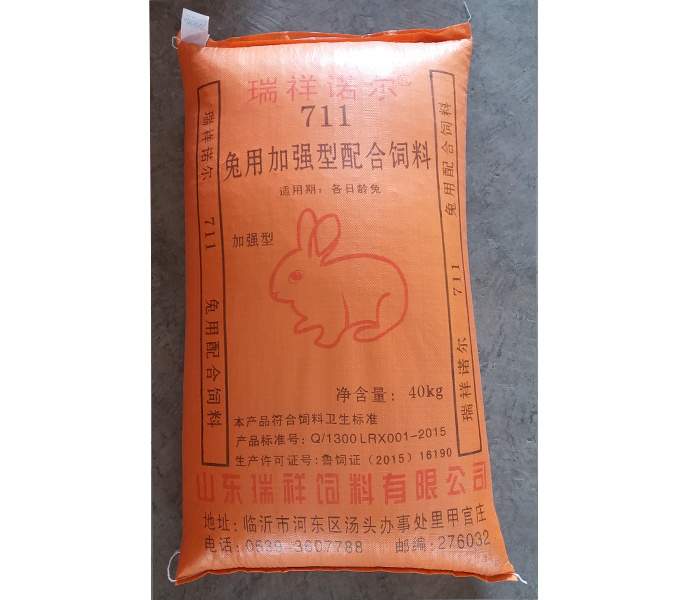 瑞祥诺尔
711
兔用加强型配合饲料
适用期：各日龄兔
加强型
净含量：40kg
本产品符合饲料卫生标准
产品标准号：Q/1300LRX001-2015
生产许可证号：鲁饲证（2015）16190
山东瑞祥饲料有限公司
地址：临沂市河东区汤头办事处里甲官庄
电话：0539-3607788 邮编：276032
瑞祥诺尔 711 兔用配合饲料
瑞祥诺尔 711 兔用配合饲料